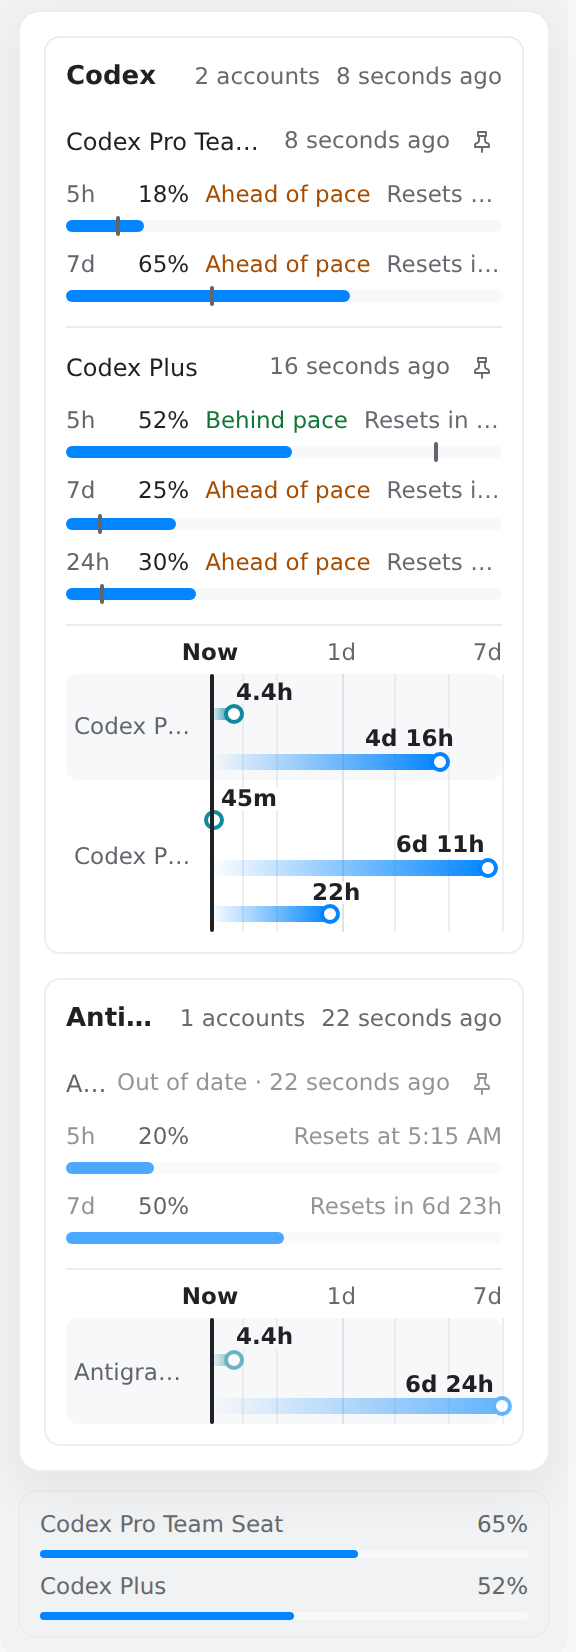 Codex 2 accounts 8 seconds ago
Codex Pro Tea... 8 seconds ago
5h 18% Ahead of pace Resets ...
7d 65% Ahead of pace Resets i...
Codex Plus 16 seconds ago
5h 52% Behind pace Resets in ...
7d 25% Ahead of pace Resets i...
24h 30% Ahead of pace Resets ...
Now 1d 7d
4.4h
Codex P...
4d 16h
45m
6d 11h
Codex P...
22h
Anti... 1 accounts 22 seconds ago
A... Out of date · 22 seconds ago
5h 20% Resets at 5:15 AM
7d 50% Resets in 6d 23h
Now 1d 7d
4.4h
Antigra...
6d 24h
Codex Pro Team Seat 65%
Codex Plus 52%